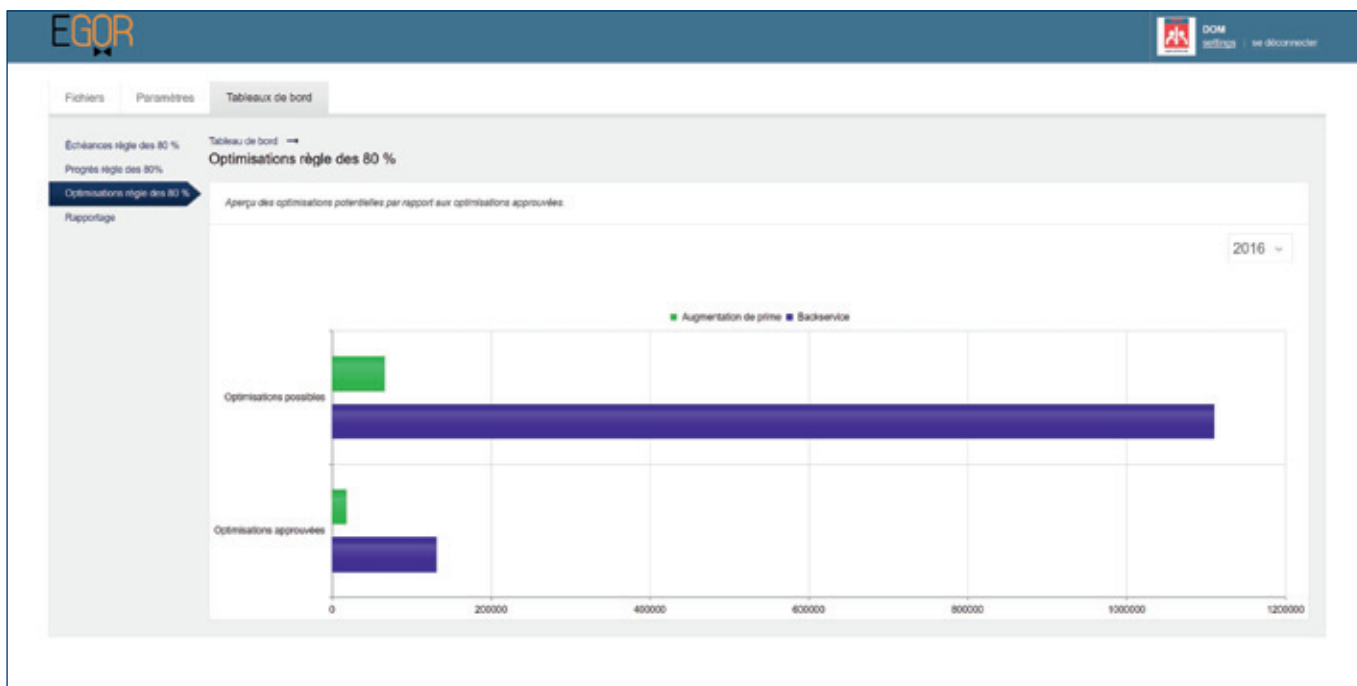 EGOR
DOM
settings | se déconnecter
Fichiers Paramètres Tableaux de bord
Échéances règle des 80 %
Progrès règle des 80%
Optimisations règle des 80 %
Rapportage
Tableau de bord →
Optimisations règle des 80 %
Aperçu des optimisations potentielles par rapport aux optimisations approuvées.
2016
Augmentation de prime Backservice
Optimisations possibles
Optimisations approuvées
0 200000 400000 600000 800000 1000000 1200000